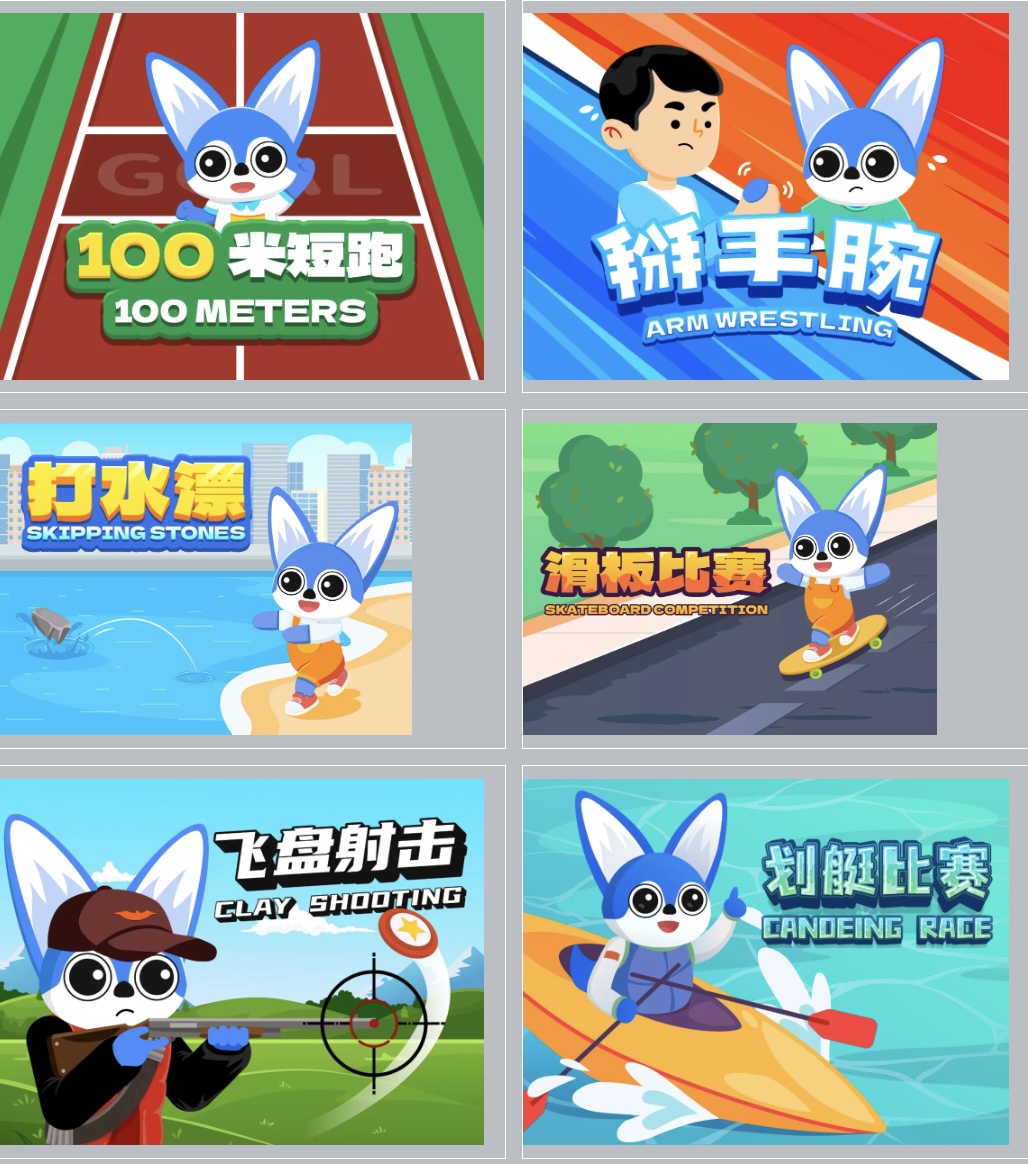 GOAL
100 米短跑
100 METERS
掰手腕
ARM WRESTLING
打水漂
SKIPPING STONES
滑板比赛
SKATEBOARD COMPETITION
飞盘射击
CLAY SHOOTING
划艇比赛
CANOEING RACE